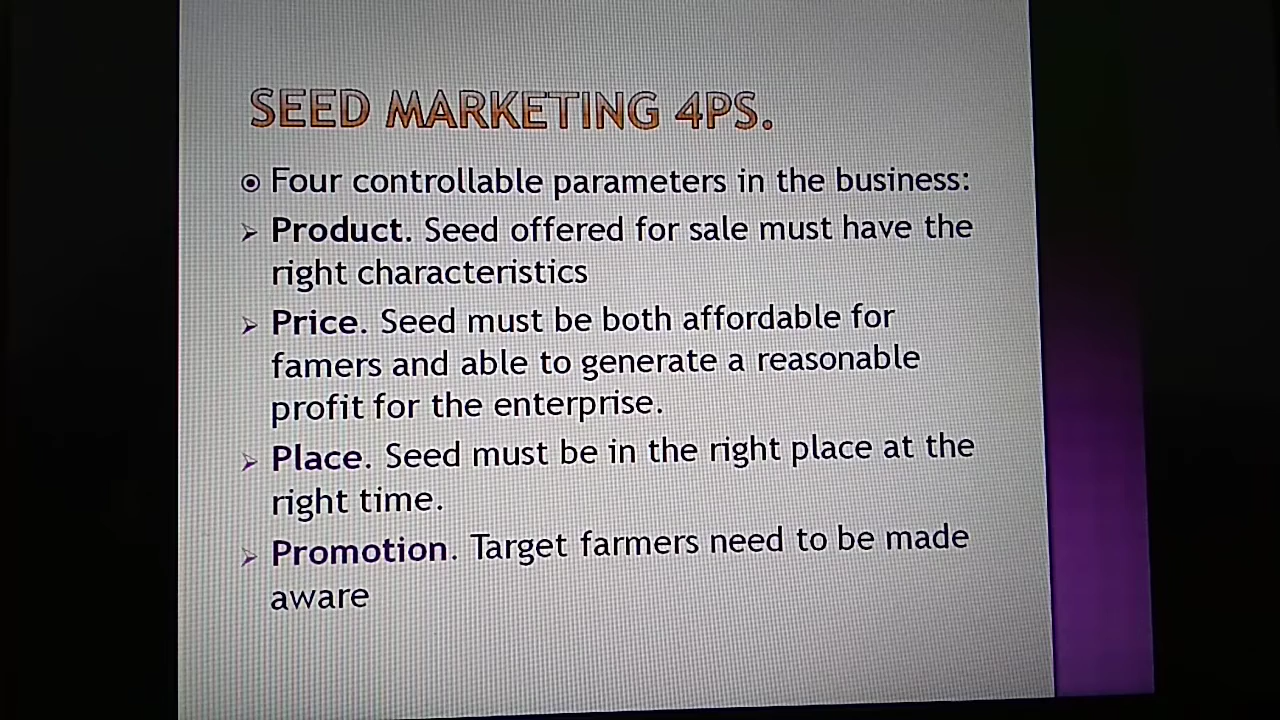 SEED MARKETING 4PS.
Four controllable parameters in the business:
Product. Seed offered for sale must have the
right characteristics
Price. Seed must be both affordable for
famers and able to generate a reasonable
profit for the enterprise.
Place. Seed must be in the right place at the
right time.
Promotion. Target farmers need to be made
aware